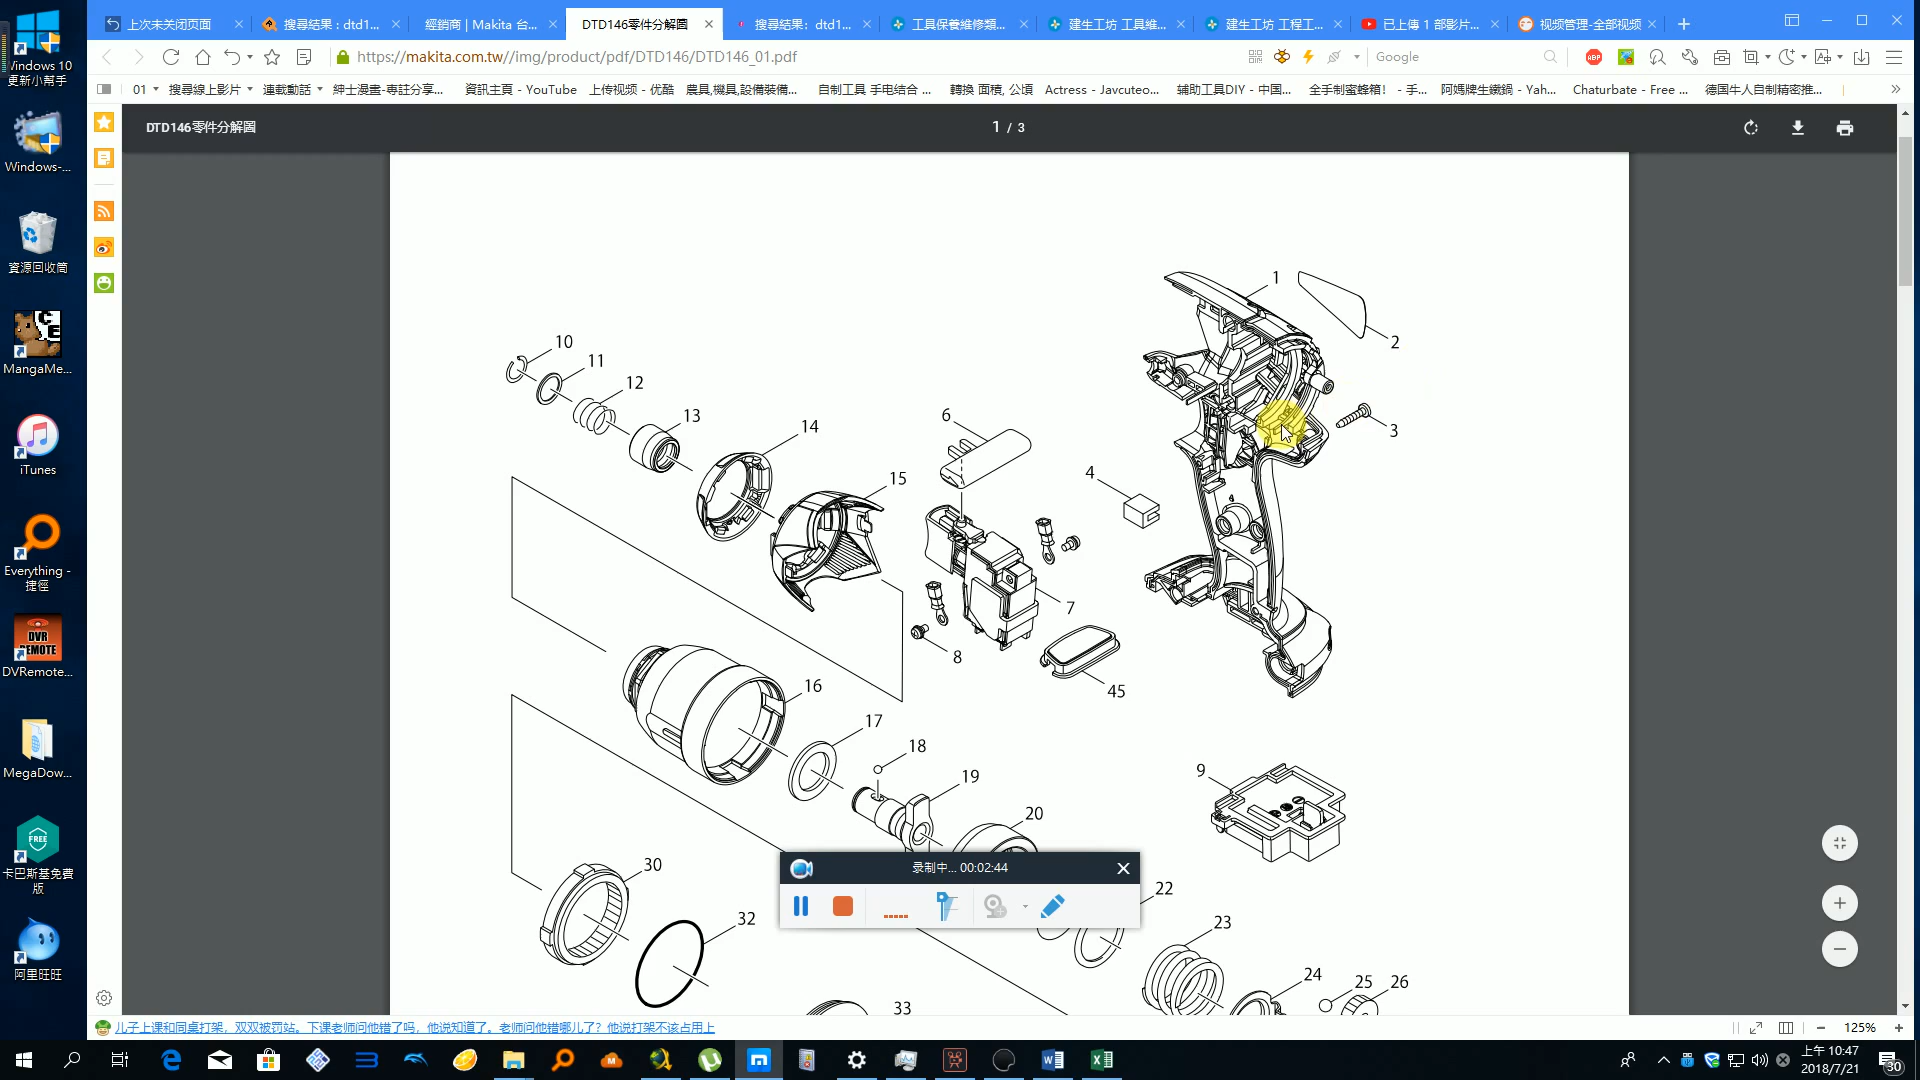 上次未关闭页面
搜尋結果 : dtd1...
經銷商 | Makita 台...
DTD146零件分解圖
搜尋結果: dtd1...
工具保養維修類...
建生工坊 工具維...
建生工坊 工程工...
已上傳 1 部影片...
视频管理-全部视频
https://makita.com.tw//img/product/pdf/DTD146/DTD146_01.pdf
Google
ABP
01
搜尋線上影片
連載動話
紳士漫畫-專註分享...
資訊主頁 - YouTube
上传视频 - 优酷
農具,機具,設備裝備...
自制工具 手电结合 ...
轉換 面積, 公頃
Actress - Javcuteo...
辅助工具DIY - 中国...
全手制蜜蜂箱！ - 手...
阿媽牌生鐵鍋 - Yah...
Chaturbate - Free ...
德国牛人自制精密推...
DTD146零件分解圖
1 / 3
Windows 10
更新小幫手
Windows-...
資源回收筒
MangaMe...
iTunes
Everything -
捷徑
DVR
REMOTE
DVRemote...
MegaDow...
FREE
卡巴斯基免費
版
阿里旺旺
1
2
3
4
4
6
7
8
45
9
10
11
12
13
14
15
16
17
18
19
20
22
23
24
25
26
30
32
33
录制中... 00:02:44
儿子上课和同桌打架，双双被罚站。下课老师问他错了吗，他说知道了。老师问他错哪儿了？他说打架不该占用上
125%
上午 10:47
2018/7/21
30